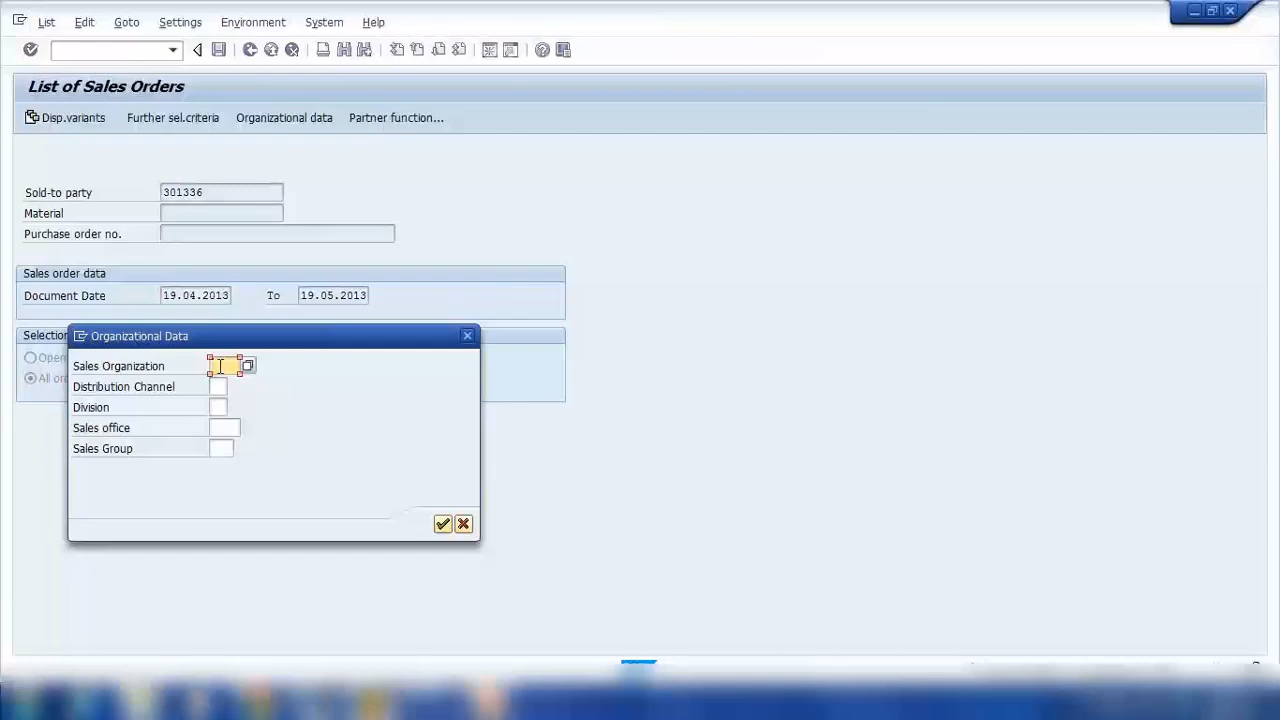 List Edit Goto Settings Environment System Help
List of Sales Orders
Disp.variants Further sel.criteria Organizational data Partner function...
Sold-to party 301336
Material
Purchase order no.
Sales order data
Document Date 19.04.2013 To 19.05.2013
Selection
Organizational Data
Sales Organization
Distribution Channel
Division
Sales office
Sales Group